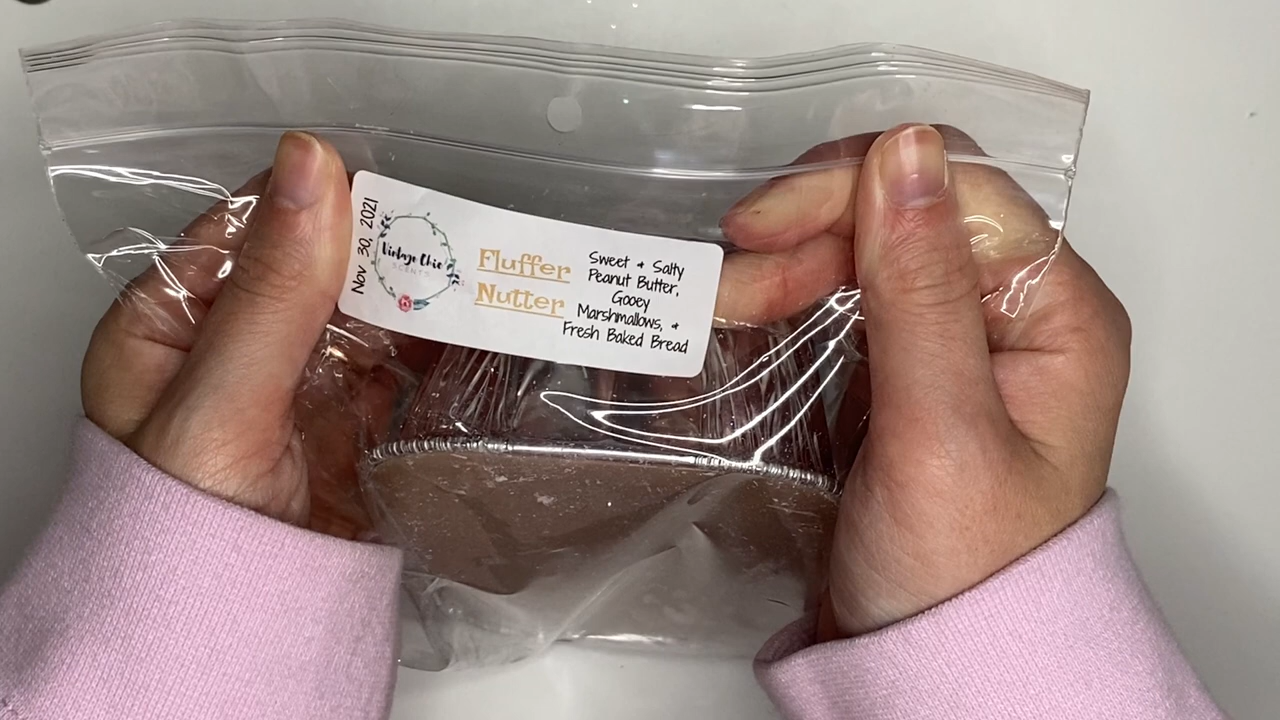 Nov 30, 2021
Vintage Chic
SCENTS
Fluffer
Nutter
Sweet + Salty
Peanut Butter,
Gooey
Marshmallows, +
Fresh Baked Bread